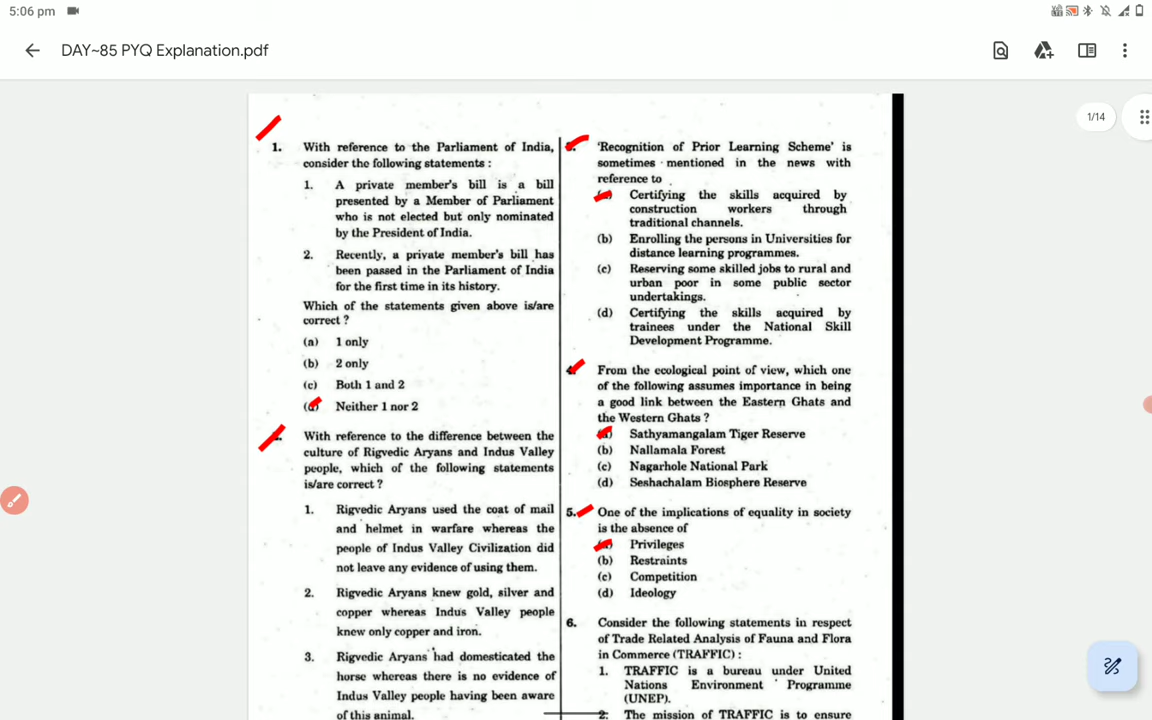 5:06 pm
DAY~85 PYQ Explanation.pdf
1/14
1. With reference to the Parliament of India,
consider the following statements :
1. A private member's bill is a bill
presented by a Member of Parliament
who is not elected but only nominated
by the President of India.
2. Recently, a private member's bill has
been passed in the Parliament of India
for the first time in its history.
Which of the statements given above is/are
correct ?
(a) 1 only
(b) 2 only
(c) Both 1 and 2
(d) Neither 1 nor 2
With reference to the difference between the
culture of Rigvedic Aryans and Indus Valley
people, which of the following statements
is/are correct ?
1. Rigvedic Aryans used the coat of mail
and helmet in warfare whereas the
people of Indus Valley Civilization did
not leave any evidence of using them.
2. Rigvedic Aryans knew gold, silver and
copper whereas Indus Valley people
knew only copper and iron.
3. Rigvedic Aryans had domesticated the
horse whereas there is no evidence of
Indus Valley people having been aware
of this animal.
'Recognition of Prior Learning Scheme' is
sometimes mentioned in the news with
reference to
Certifying the skills acquired by
construction workers through
traditional channels.
(b) Enrolling the persons in Universities for
distance learning programmes.
(c) Reserving some skilled jobs to rural and
urban poor in some public sector
undertakings.
(d) Certifying the skills acquired by
trainees under the National Skill
Development Programme.
4. From the ecological point of view, which one
of the following assumes importance in being
a good link between the Eastern Ghats and
the Western Ghats ?
(a) Sathyamangalam Tiger Reserve
(b) Nallamala Forest
(c) Nagarhole National Park
(d) Seshachalam Biosphere Reserve
5. One of the implications of equality in society
is the absence of
(a) Privileges
(b) Restraints
(c) Competition
(d) Ideology
6. Consider the following statements in respect
of Trade Related Analysis of Fauna and Flora
in Commerce (TRAFFIC) :
1. TRAFFIC is a bureau under United
Nations Environment Programme
(UNEP).
2. The mission of TRAFFIC is to ensure